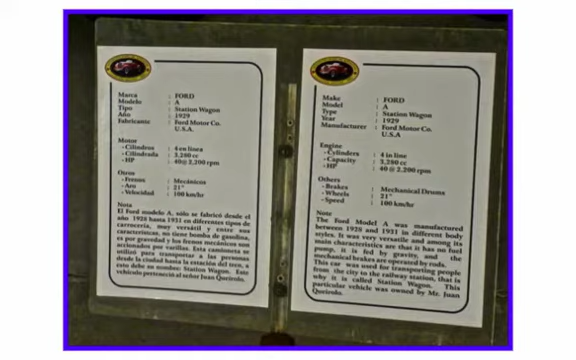 Marca : FORD
Modelo : A
Tipo : Station Wagon
Año : 1929
Fabricante : Ford Motor Co.
U.S.A.
Motor
- Cilindros : 4 en linea
- Cilindrada : 3,280 cc
- HP : 40@ 2,200 rpm
Otros
- Frenos : Mecánicos
- Aro : 21"
- Velocidad : 100 km/hr
Nota
El Ford modelo A, sólo se fabricó desde el
año 1928 hasta 1931 en diferentes tipos de
carrocería, muy versátil y entre sus
características, no tiene bomba de gasolina,
es por gravedad y los frenos mecánicos son
accionados por varillas. Esta camioneta se
utilizó para transportar a las personas
desde la ciudad hasta la estación del tren, a
esto debe su nombre: Station Wagon. Este
vehículo perteneció al señor Juan Queirolo.
Make : FORD
Model : A
Type : Station Wagon
Year : 1929
Manufacturer : Ford Motor Co.
U.S.A
Engine
- Cylinders : 4 in line
- Capacity : 3,280 cc
- HP : 40 @ 2,200 rpm
Others
- Brakes : Mechanical Drums
- Wheels : 21"
- Speed : 100 km/hr
Note
The Ford Model A was manufactured
between 1928 and 1931 in different body
styles. It was very versatile and among its
main characteristics are that it has no fuel
pump, it is fed by gravity, and the
mechanical brakes are operated by rods.
This car was used for transporting people
from the city to the railway station, that is
why it is called Station Wagon. This
particular vehicle was owned by Mr. Juan
Queirolo.